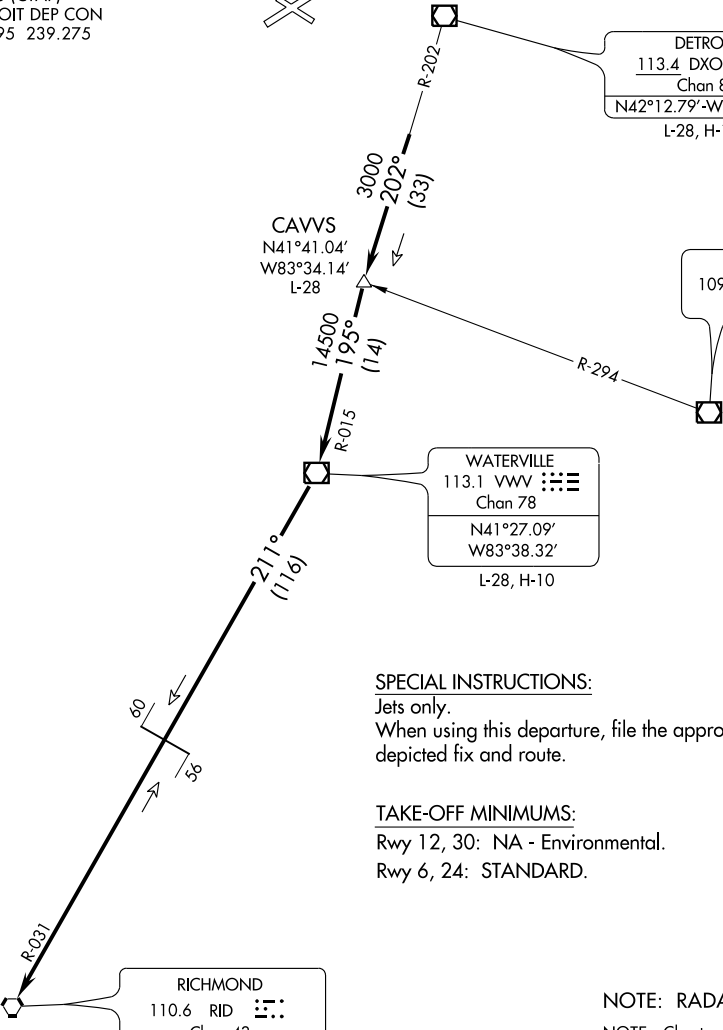 OIT DEP CON
95 239.275
R-202
DETRO
113.4 DXO
Chan 8
N42°12.79'-W
L-28, H-
3000
202°
(33)
CAVVS
N41°41.04'
W83°34.14'
L-28
109
14500
195°
(14)
R-294
R-015
WATERVILLE
113.1 VWV
Chan 78
N41°27.09'
W83°38.32'
L-28, H-10
211°
(116)
SPECIAL INSTRUCTIONS:
Jets only.
When using this departure, file the appro
depicted fix and route.
60
56
TAKE-OFF MINIMUMS:
Rwy 12, 30: NA - Environmental.
Rwy 6, 24: STANDARD.
R-031
RICHMOND
110.6 RID
NOTE: RADA